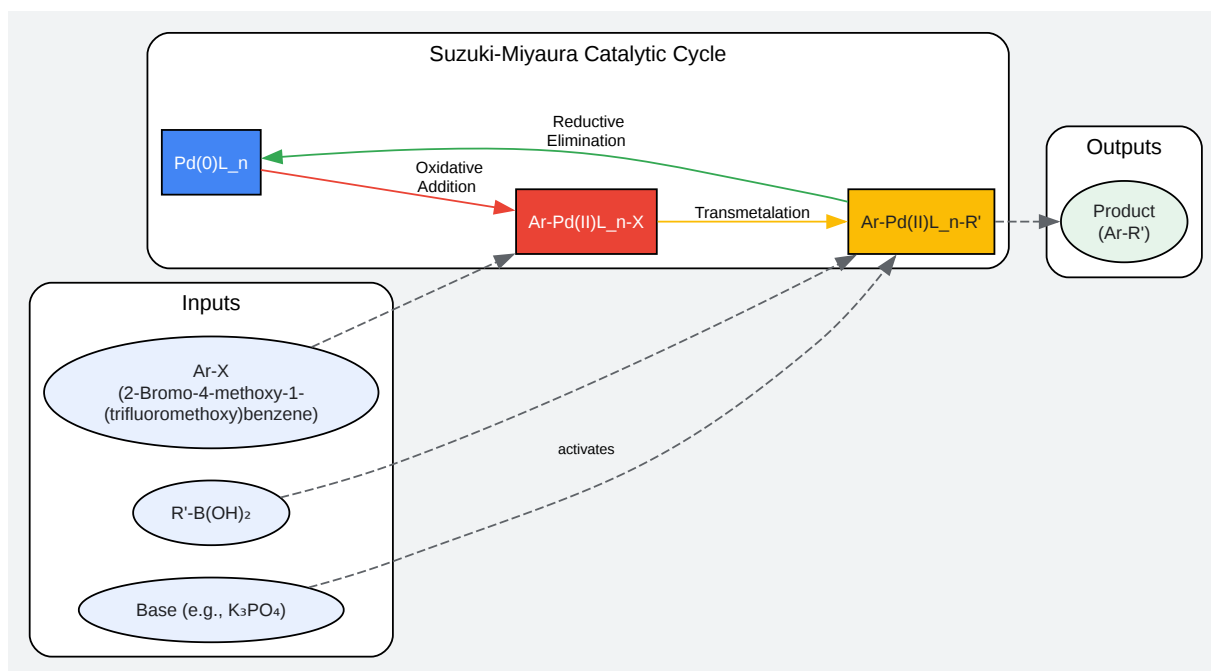 Suzuki-Miyaura Catalytic Cycle
Reductive
Elimination
Pd(0)L_n
Oxidative
Addition
Ar-Pd(II)L_n-X
Transmetalation
Ar-Pd(II)L_n-R'
Outputs
Product
(Ar-R')
Inputs
Ar-X
(2-Bromo-4-methoxy-1-
(trifluoromethoxy)benzene)
activates
R'-B(OH)₂
Base (e.g., K₃PO₄)